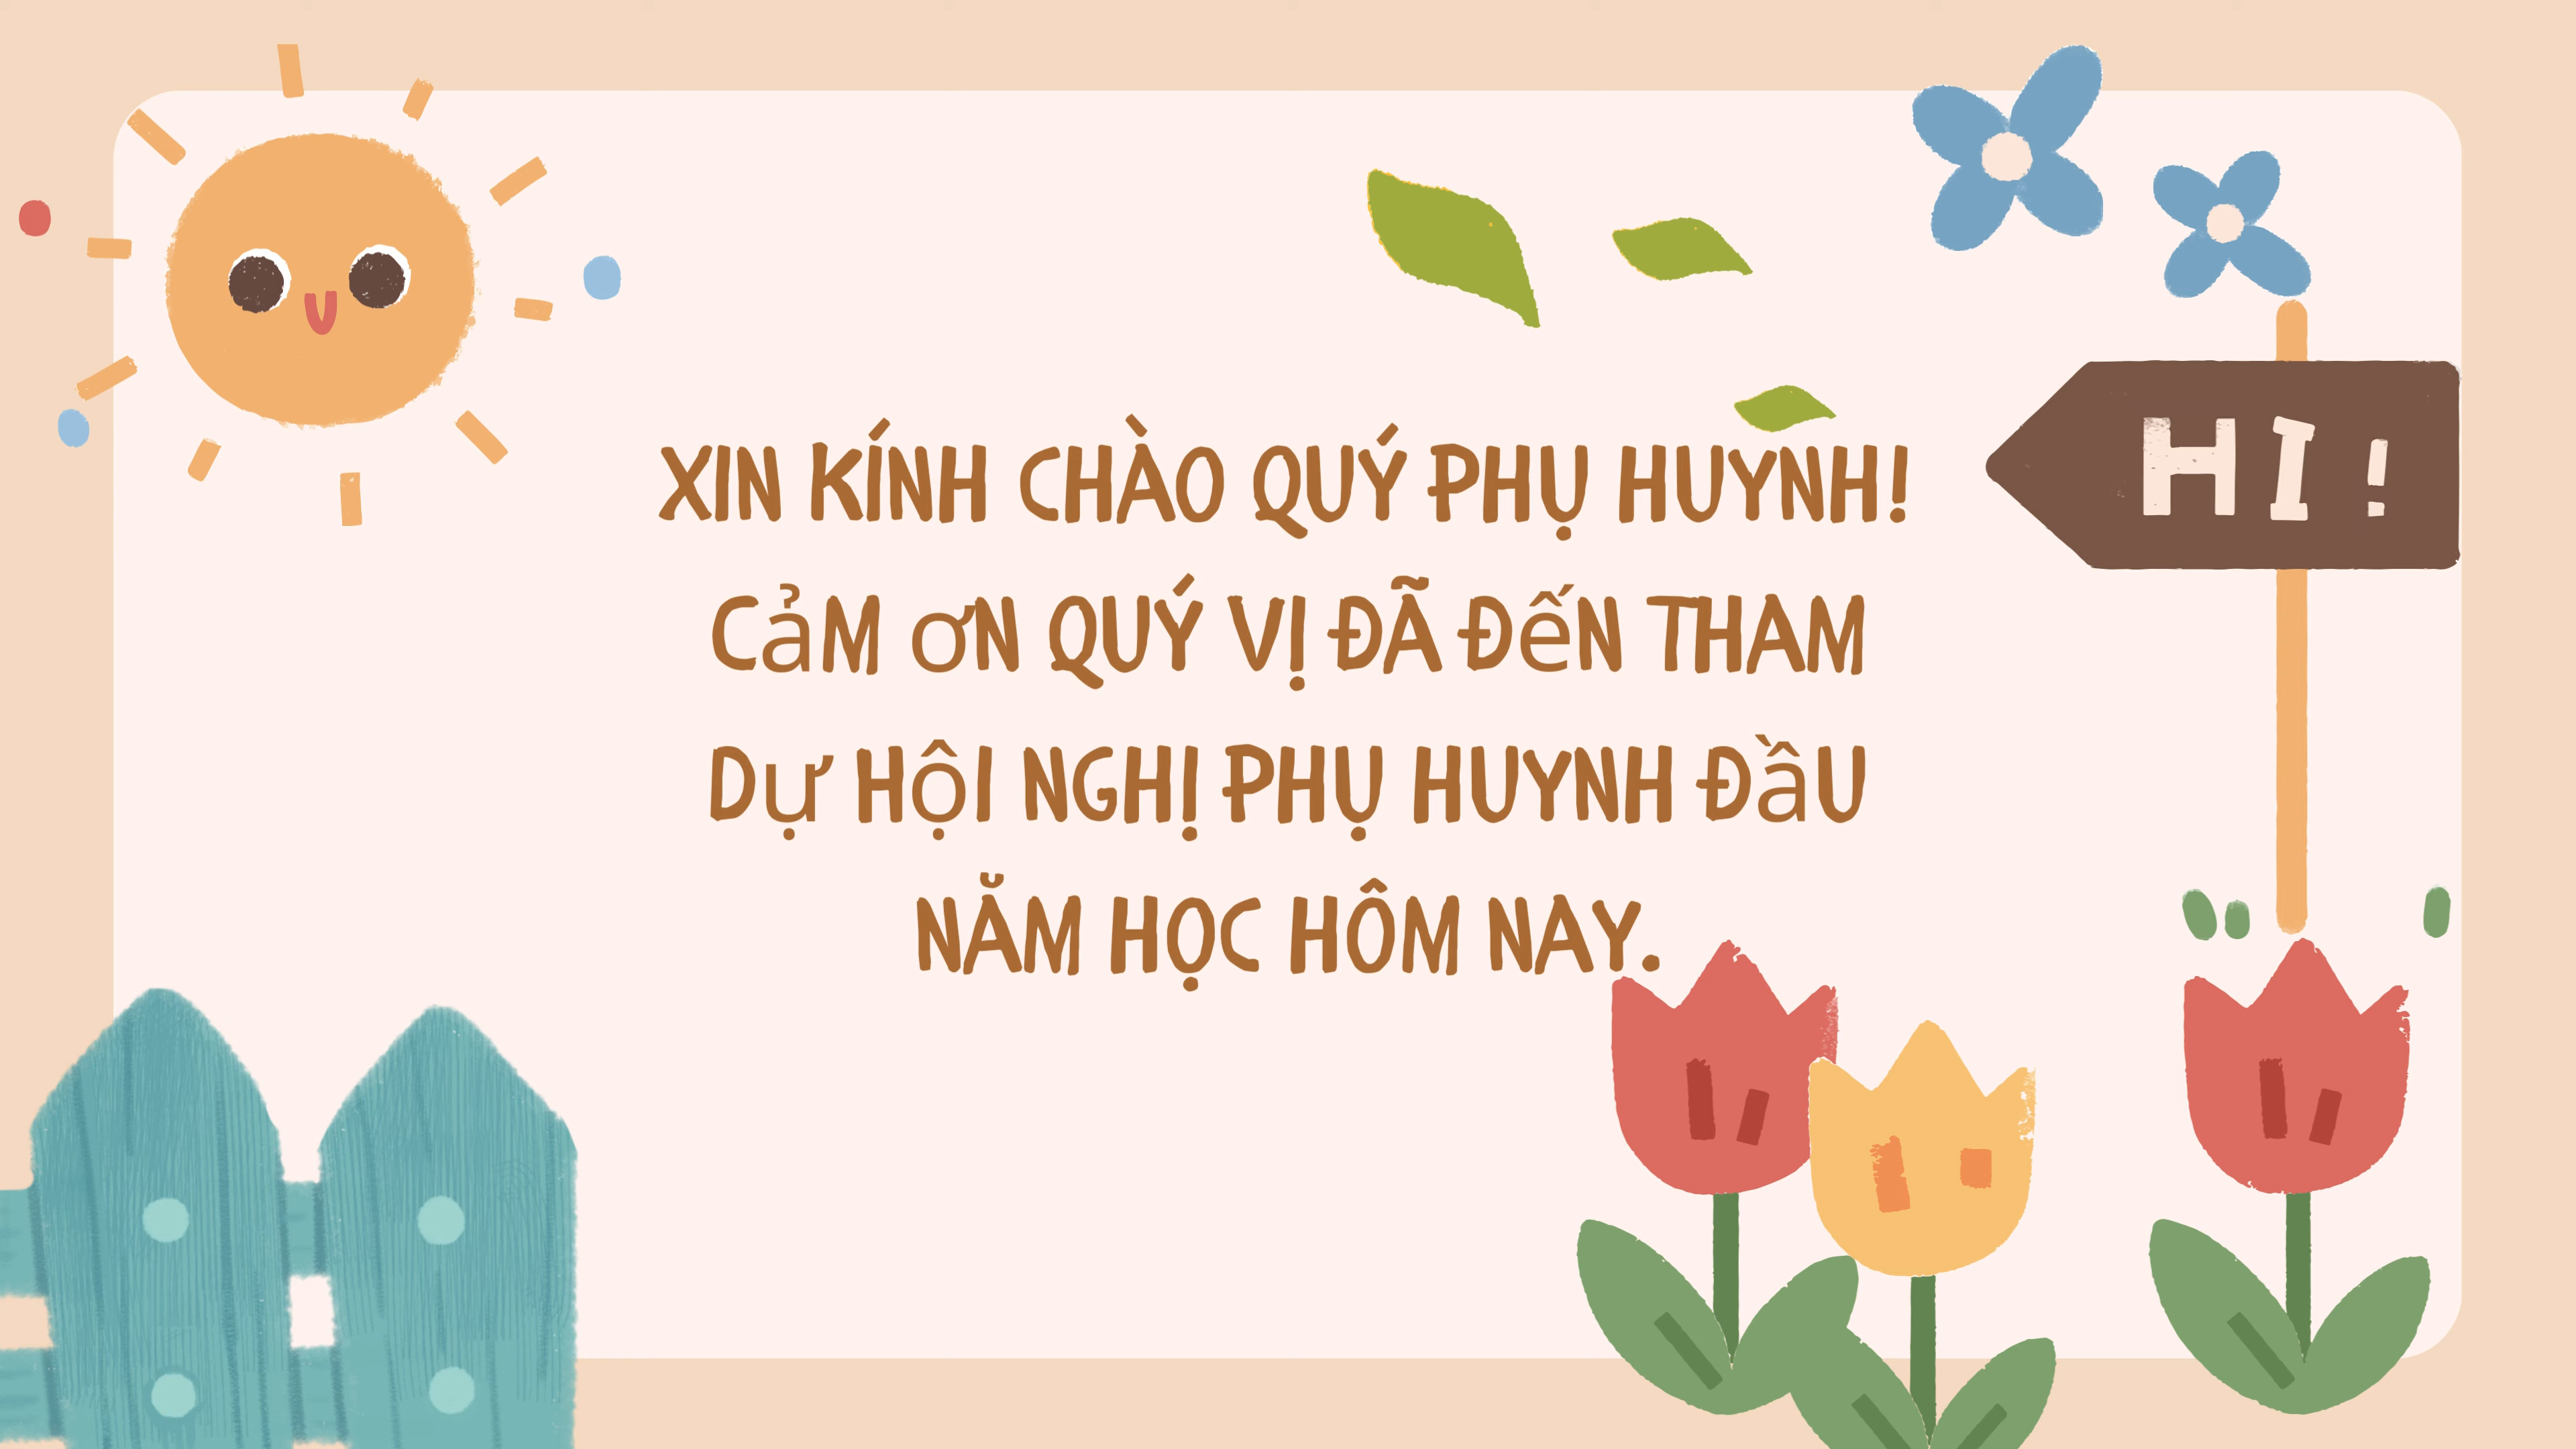 XIN KÍNH CHÀO QUÝ PHỤ HUYNH!
CẢM ƠN QUÝ VỊ ĐÃ ĐẾN THAM
DỰ HỘI NGHỊ PHỤ HUYNH ĐẦU
NĂM HỌC HÔM NAY.
HI!